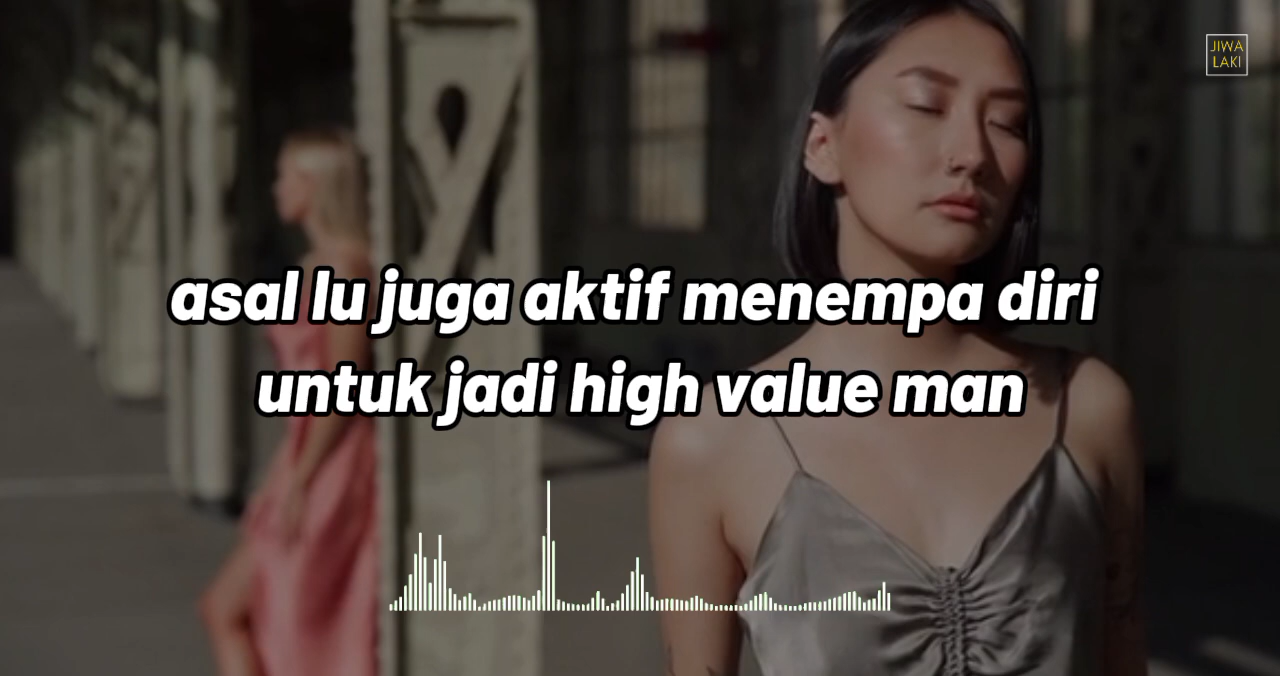 JIWA
LAKI
asal lu juga aktif menempa diri
untuk jadi high value man